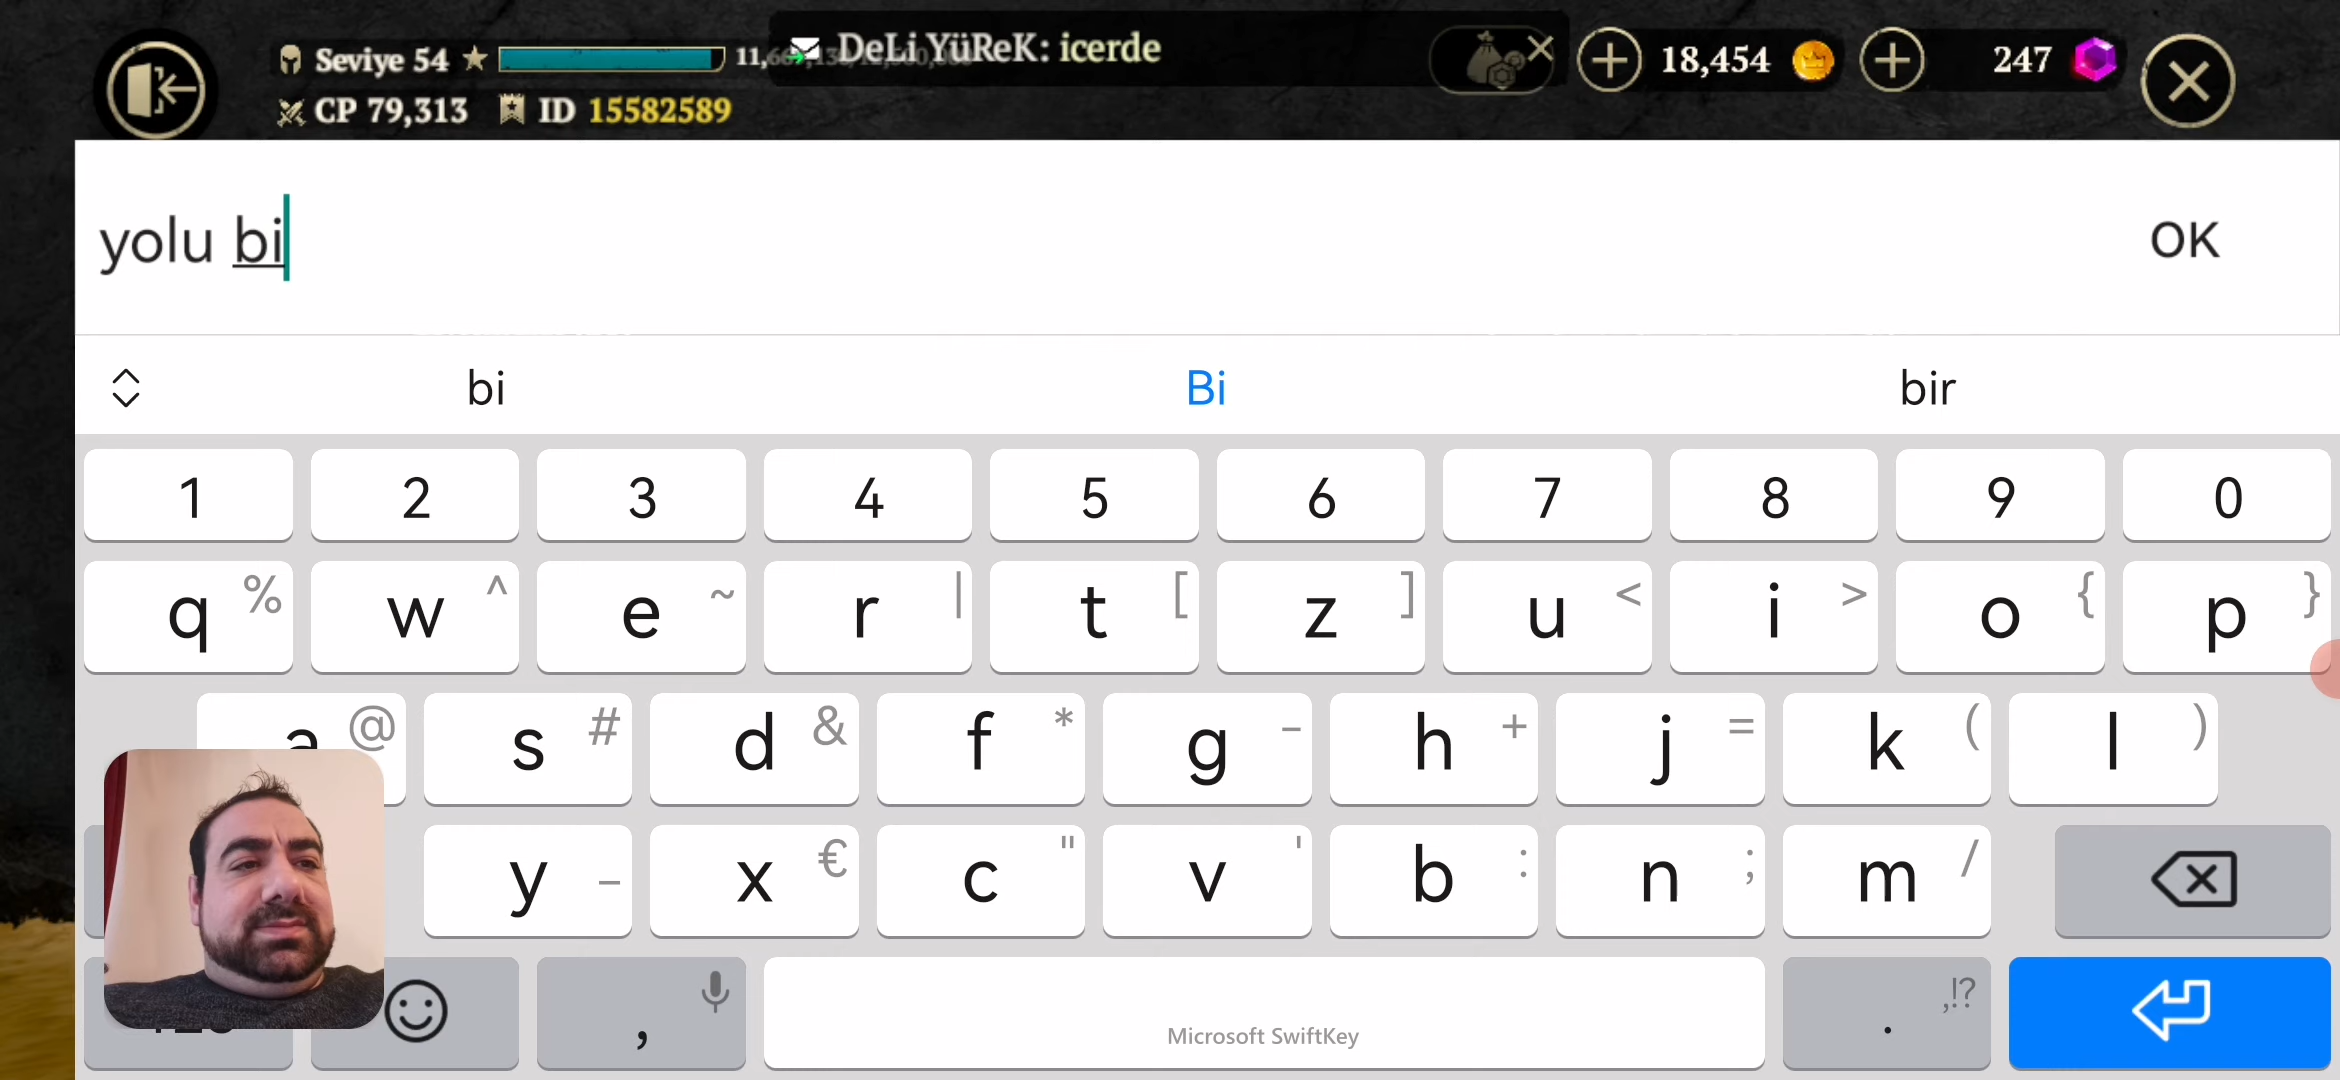 Seviye 54
DeLi YüReK: icerde
18,454
247
CP 79,313
ID 15582589
yolu bi
OK
bi
Bi
bir
1 2 3 4 5 6 7 8 9 0
q % w ^ e ~ r | t [ z ] u < i > o { p }
a @ s # d & f * g - h + j = k ( l )
y _ x € c " v ' b : n ; m /
, Microsoft SwiftKey . ,!?